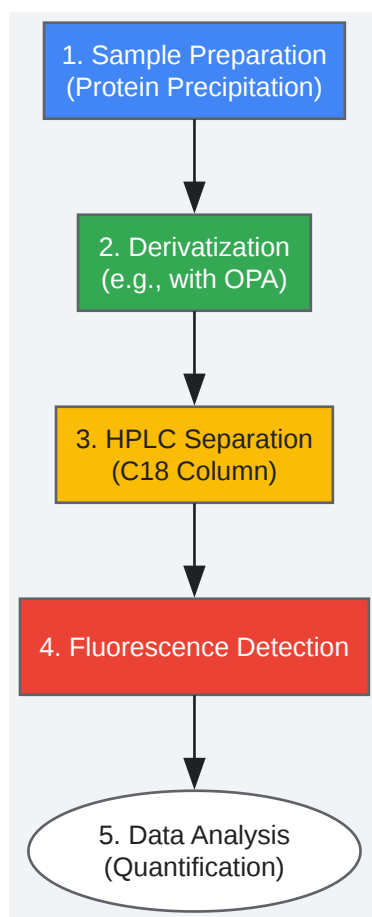 1. Sample Preparation
(Protein Precipitation)
2. Derivatization
(e.g., with OPA)
3. HPLC Separation
(C18 Column)
4. Fluorescence Detection
5. Data Analysis
(Quantification)